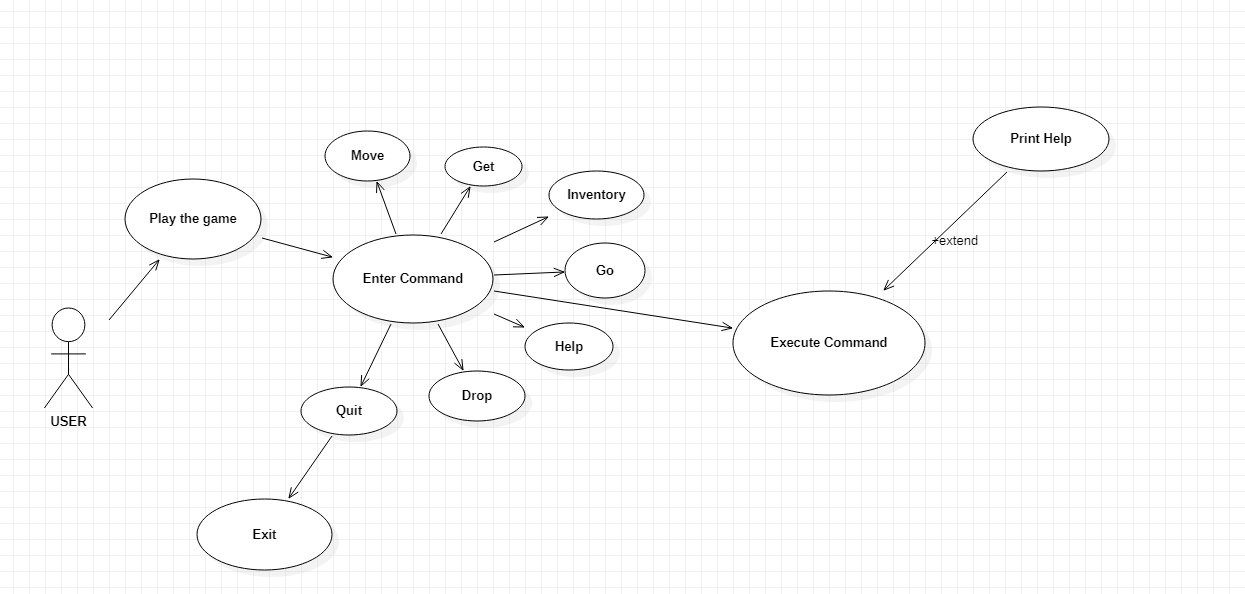 Print Help
Move
Get
Inventory
Play the game
+extend
Go
Enter Command
Execute Command
Help
Drop
Quit
USER
Exit